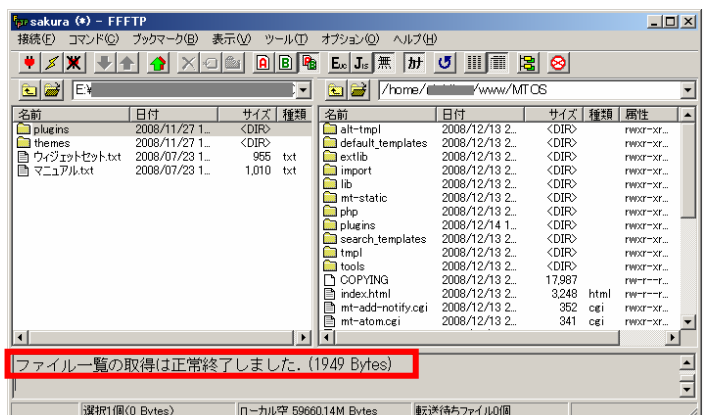 sakura (*) - FFFTP
接続(F) コマンド(C) ブックマーク(B) 表示(V) ツール(T) オプション(O) ヘルプ(H)
A B Euc Jis 無 カナ
E:¥ /home/ /www/MTOS
名前 日付 サイズ 種類
plugins 2008/11/27 1... <DIR>
themes 2008/11/27 1... <DIR>
ウィジェットセット.txt 2008/07/23 1... 955 txt
マニュアル.txt 2008/07/23 1... 1,010 txt
名前 日付 サイズ 種類 属性
alt-tmpl 2008/12/13 2... <DIR> rwxr-xr...
default_templates 2008/12/13 2... <DIR> rwxr-xr...
extlib 2008/12/13 2... <DIR> rwxr-xr...
import 2008/12/13 2... <DIR> rwxr-xr...
lib 2008/12/13 2... <DIR> rwxr-xr...
mt-static 2008/12/13 2... <DIR> rwxr-xr...
php 2008/12/13 2... <DIR> rwxr-xr...
plugins 2008/12/14 1... <DIR> rwxr-xr...
search_templates 2008/12/13 2... <DIR> rwxr-xr...
tmpl 2008/12/13 2... <DIR> rwxr-xr...
tools 2008/12/13 2... <DIR> rwxr-xr...
COPYING 2008/12/13 2... 17,987 rw-r--r...
index.html 2008/12/13 2... 3,248 html rw-r--r...
mt-add-notify.cgi 2008/12/13 2... 352 cgi rwxr-xr...
mt-atom.cgi 2008/12/13 2... 341 cgi rwxr-xr...
ファイル一覧の取得は正常終了しました. (1949 Bytes)
選択1個(0 Bytes) ローカル空 59660.14M Bytes 転送待ちファイル0個